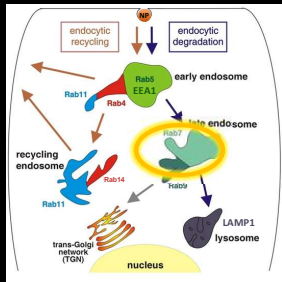 NP
endocytic
recycling
endocytic
degradation
Rab5
EEA1
early endosome
Rab11
Rab4
late endosome
Rab7
recycling
endosome
Rab14
Rab9
Rab11
LAMP1
lysosome
trans-Golgi
network
(TGN)
nucleus